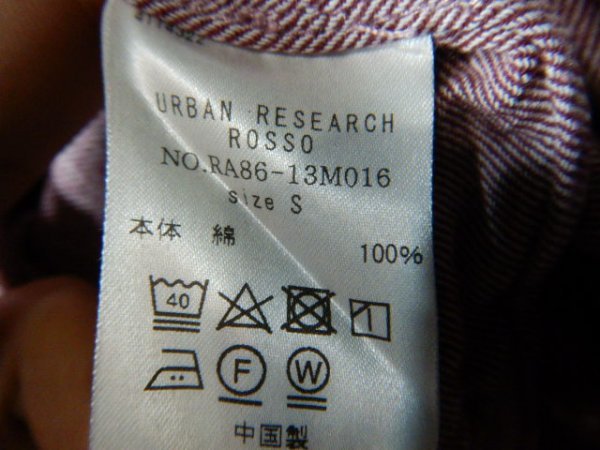 URBAN RESEARCH
ROSSO
NO.RA86-13M016
size S
本体 綿 100%
40
F W
中国製